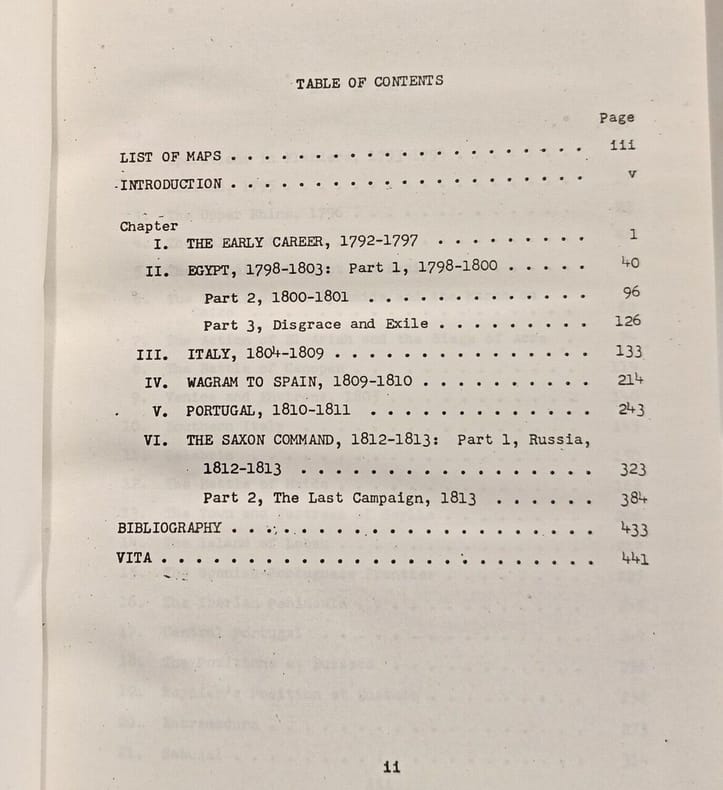 TABLE OF CONTENTS
Page
LIST OF MAPS . . . . . . . . . . . . . . . . . . . . . iii
INTRODUCTION . . . . . . . . . . . . . . . . . . . . . v
Chapter
I. THE EARLY CAREER, 1792-1797 . . . . . . . . . 1
II. EGYPT, 1798-1803: Part 1, 1798-1800 . . . . . 40
Part 2, 1800-1801 . . . . . . . . . . . . 96
Part 3, Disgrace and Exile . . . . . . . . . 126
III. ITALY, 1804-1809 . . . . . . . . . . . . . . . 133
IV. WAGRAM TO SPAIN, 1809-1810 . . . . . . . . . . 214
V. PORTUGAL, 1810-1811 . . . . . . . . . . . . 243
VI. THE SAXON COMMAND, 1812-1813: Part 1, Russia,
1812-1813 . . . . . . . . . . . . . . . 323
Part 2, The Last Campaign, 1813 . . . . . . 384
BIBLIOGRAPHY . . . . . . . . . . . . . . . . . . . . . 433
VITA . . . . . . . . . . . . . . . . . . . . . . . . 441
ii